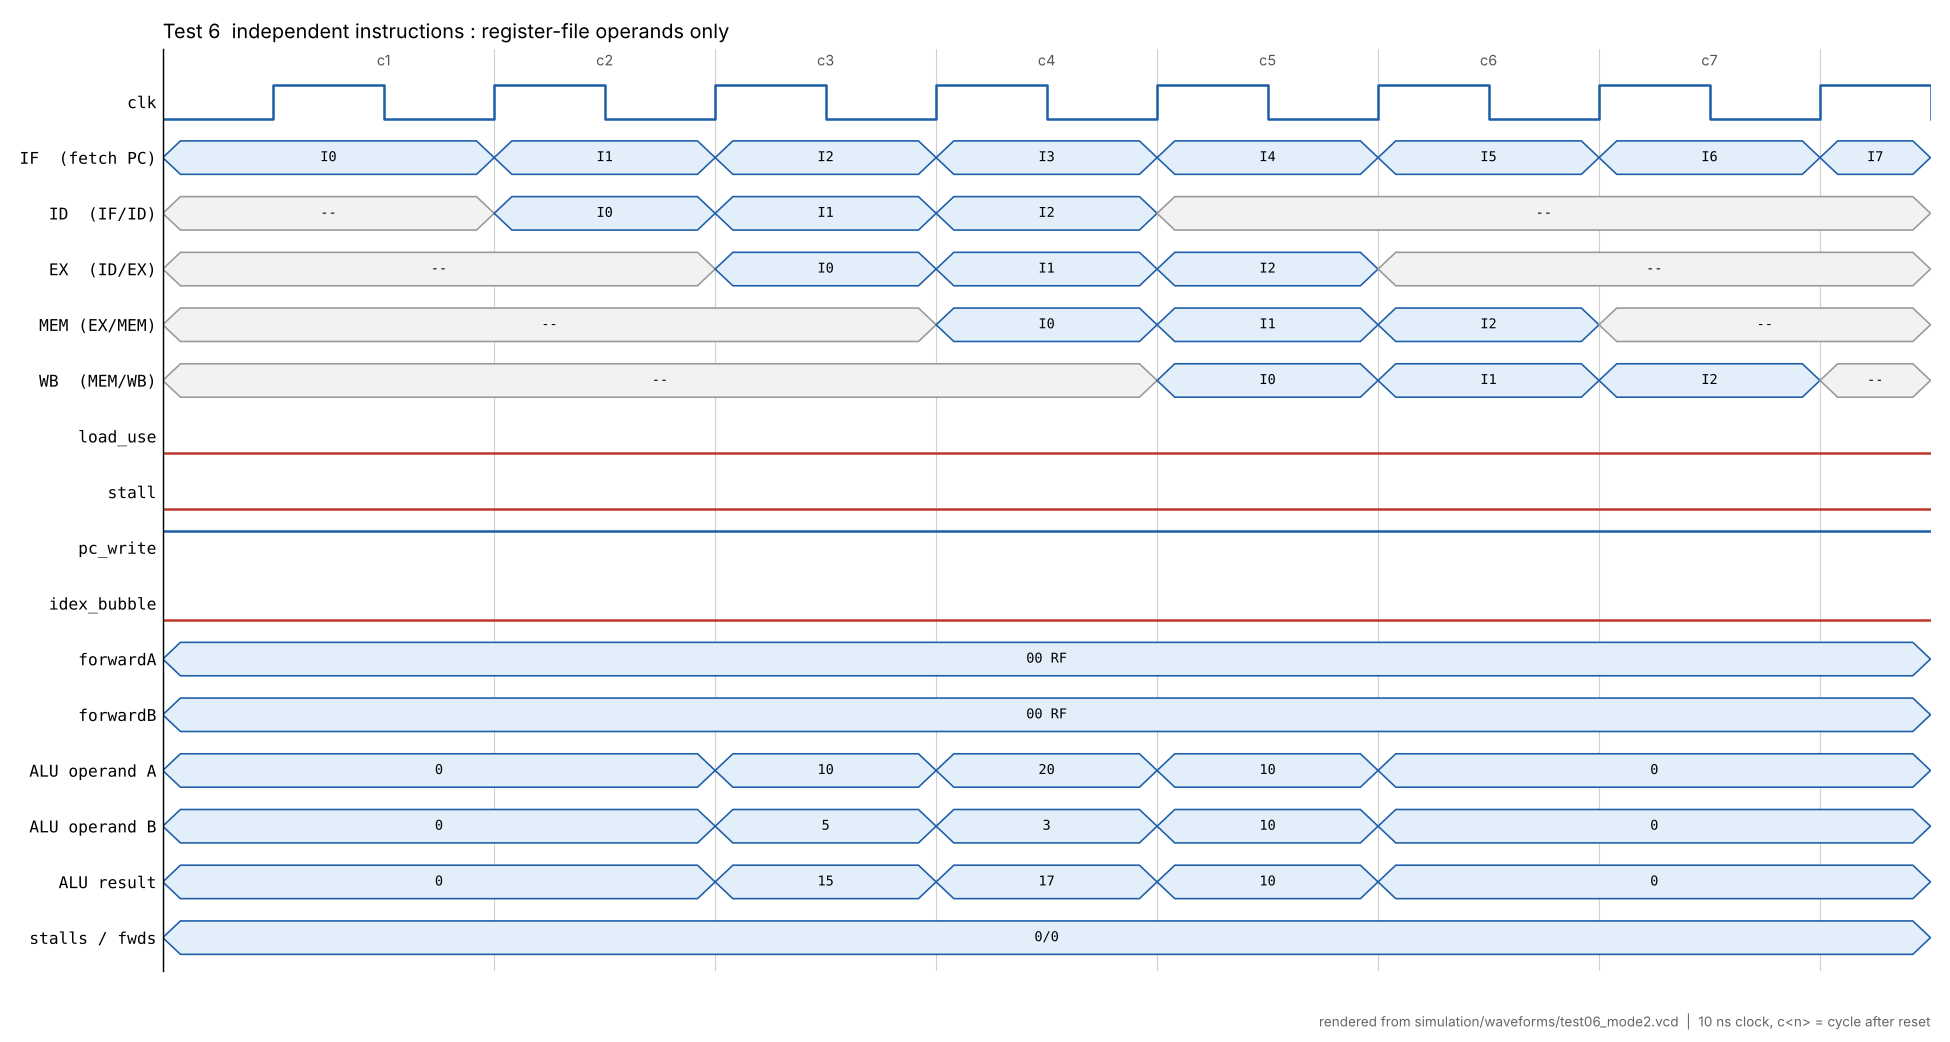 Test 6  independent instructions : register-file operands only
c1 c2 c3 c4 c5 c6 c7
clk
IF  (fetch PC) I0 I1 I2 I3 I4 I5 I6 I7
ID  (IF/ID) -- I0 I1 I2 --
EX  (ID/EX) -- I0 I1 I2 --
MEM (EX/MEM) -- I0 I1 I2 --
WB  (MEM/WB) -- I0 I1 I2 --
load_use
stall
pc_write
idex_bubble
forwardA 00 RF
forwardB 00 RF
ALU operand A 0 10 20 10 0
ALU operand B 0 5 3 10 0
ALU result 0 15 17 10 0
stalls / fwds 0/0
rendered from simulation/waveforms/test06_mode2.vcd | 10 ns clock, c<n> = cycle after reset